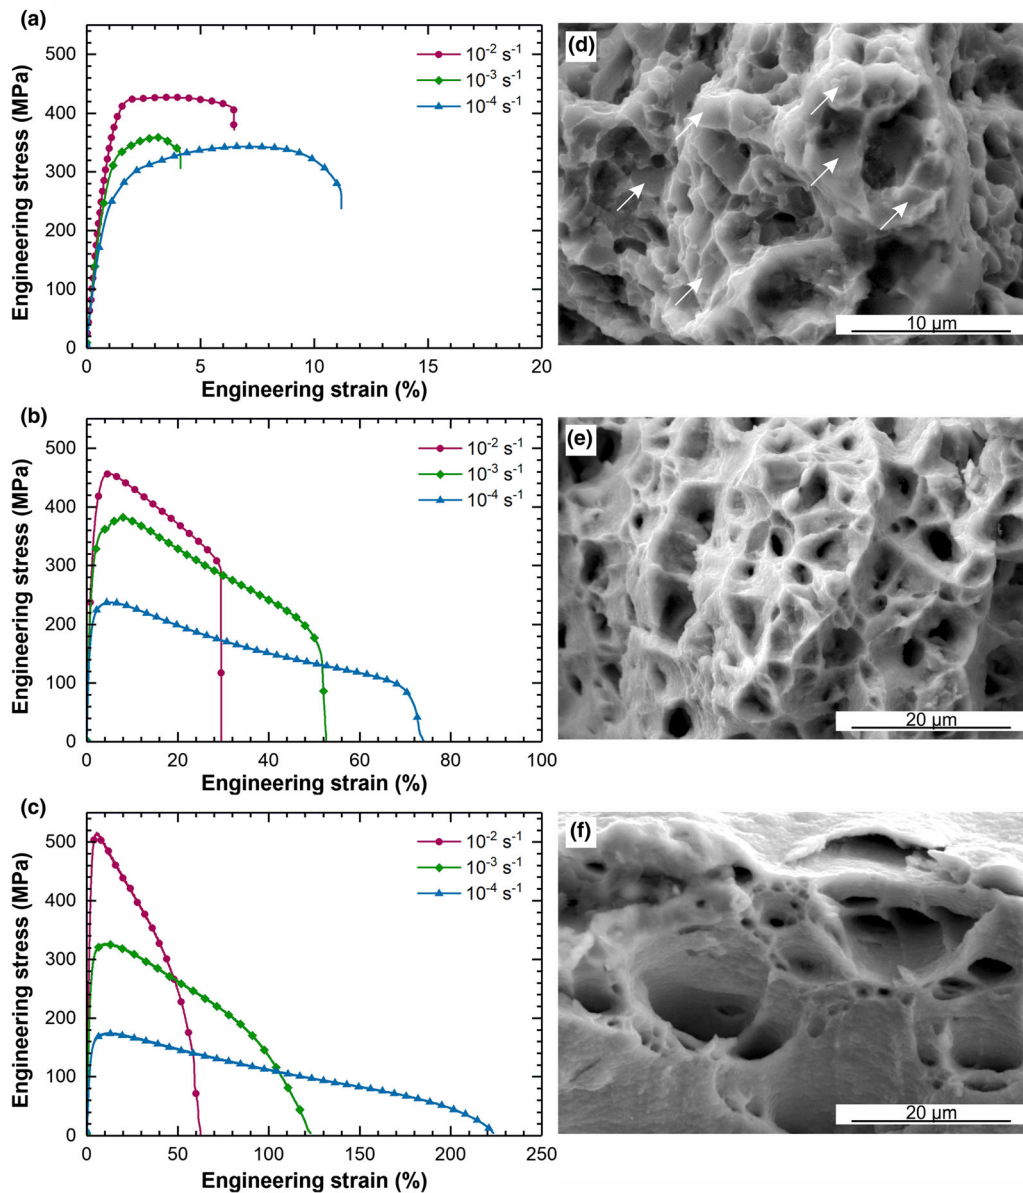 (a)
500
400
300
200
100
0
Engineering stress (MPa)
10⁻² s⁻¹
10⁻³ s⁻¹
10⁻⁴ s⁻¹
0 5 10 15 20
Engineering strain (%)
(d)
10 µm
(b)
500
400
300
200
100
0
Engineering stress (MPa)
10⁻² s⁻¹
10⁻³ s⁻¹
10⁻⁴ s⁻¹
0 20 40 60 80 100
Engineering strain (%)
(e)
20 µm
(c)
500
400
300
200
100
0
Engineering stress (MPa)
10⁻² s⁻¹
10⁻³ s⁻¹
10⁻⁴ s⁻¹
0 50 100 150 200 250
Engineering strain (%)
(f)
20 µm